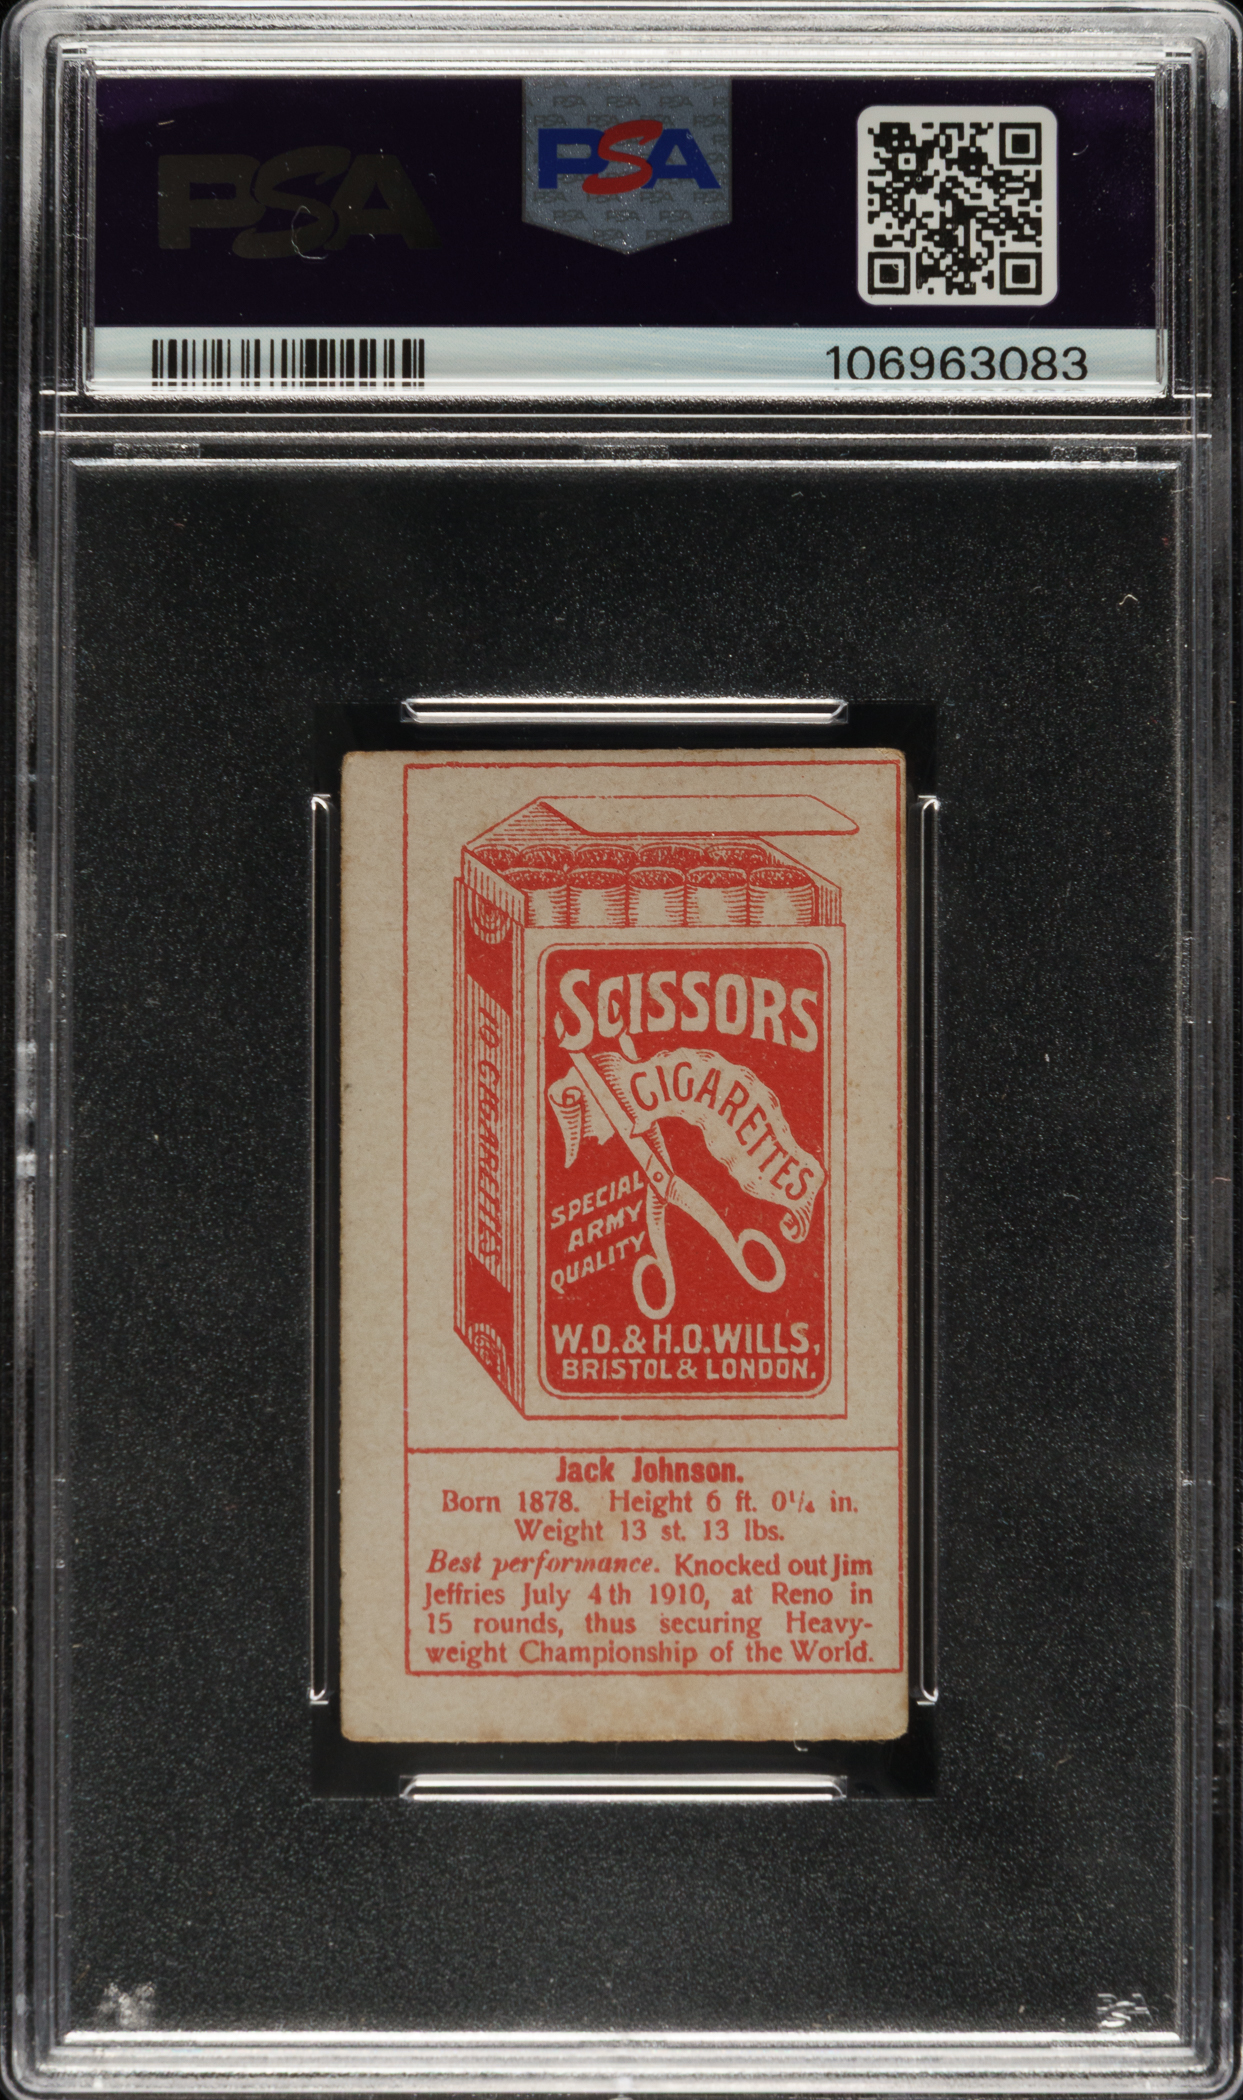 PSA
PSA
106963083
10 CIGARETTES
SCISSORS
CIGARETTES
SPECIAL
ARMY
QUALITY
W.D. & H.O. WILLS,
BRISTOL & LONDON.
Jack Johnson.
Born 1878. Height 6 ft. 0¼ in.
Weight 13 st. 13 lbs.
Best performance. Knocked out Jim
Jeffries July 4th 1910, at Reno in
15 rounds, thus securing Heavy-
weight Championship of the World.
PSA